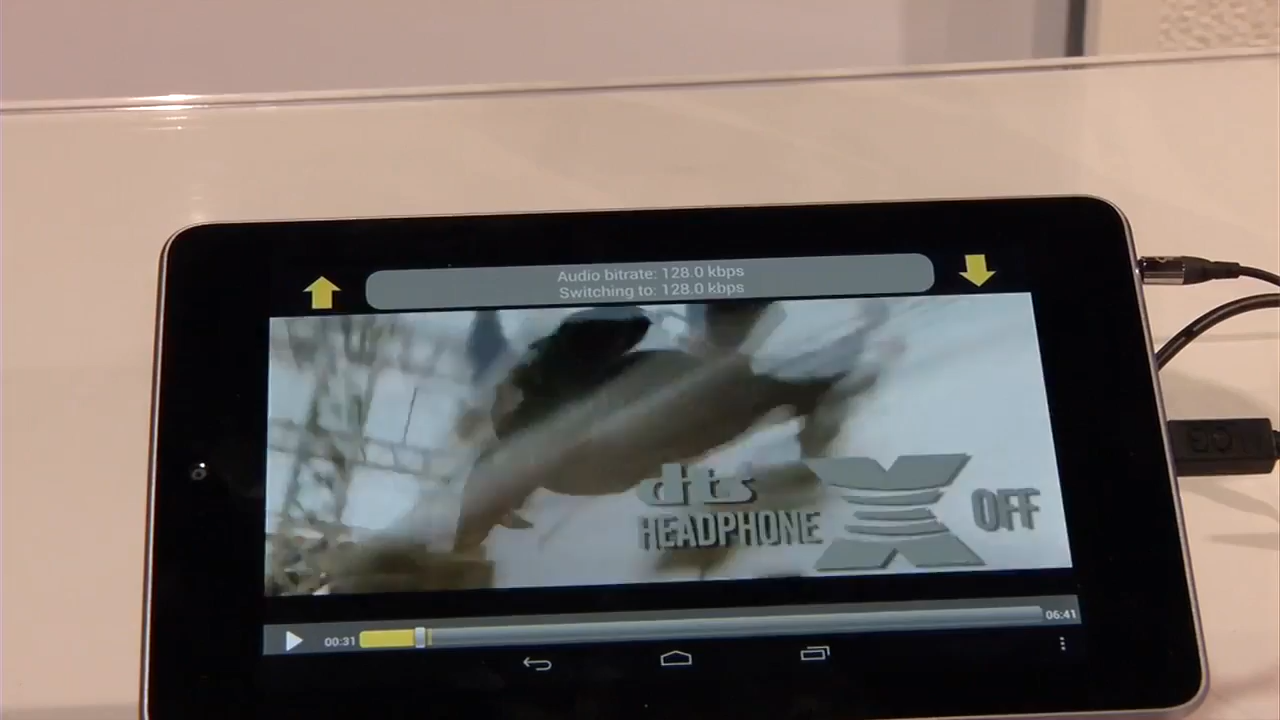 Audio bitrate: 128.0 kbps
Switching to: 128.0 kbps
dts
HEADPHONE X OFF
00:31
06:41